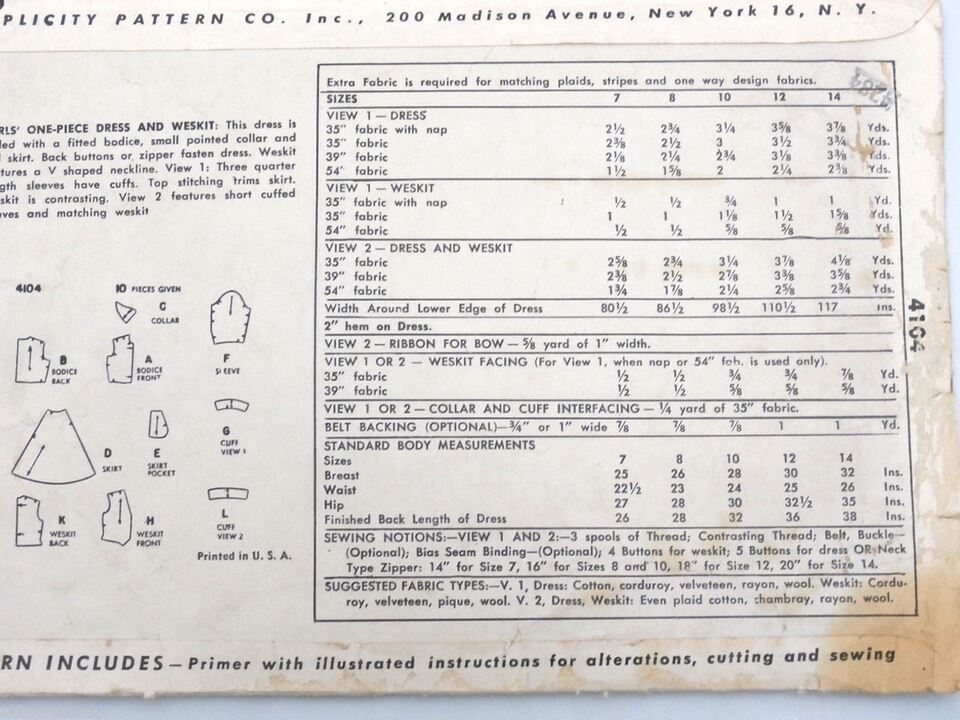 PLICITY PATTERN CO. Inc., 200 Madison Avenue, New York 16, N. Y.
RLS' ONE-PIECE DRESS AND WESKIT: This dress is
led with a fitted bodice, small pointed collar and
skirt. Back buttons or zipper fasten dress. Weskit
tures a V shaped neckline. View 1: Three quarter
gth sleeves have cuffs. Top stitching trims skirt.
skit is contrasting. View 2 features short cuffed
eves and matching weskit
4104 10 PIECES GIVEN
C
COLLAR
B
BODICE
BACK
A
BODICE
FRONT
F
SLEEVE
D
SKIRT
E
SKIRT
POCKET
G
CUFF
VIEW 1
K
WESKIT
BACK
H
WESKIT
FRONT
L
CUFF
VIEW 2
Printed in U. S. A.
Extra Fabric is required for matching plaids, stripes and one way design fabrics.
SIZES 7 8 10 12 14
VIEW 1 — DRESS
35" fabric with nap 2½ 2¾ 3¼ 3⅝ 3⅞ Yds.
35" fabric 2⅜ 2½ 3 3½ 3¾ Yds.
39" fabric 2⅛ 2¼ 2¾ 3⅛ 3⅜ Yds.
54" fabric 1½ 1⅝ 2 2¼ 2⅜ Yds.
VIEW 1 — WESKIT
35" fabric with nap ½ ½ ¾ 1 1 Yd.
35" fabric 1 1 1⅛ 1½ 1⅝ Yds.
54" fabric ½ ½ ⅝ ⅝ ⅝ Yd.
VIEW 2 — DRESS AND WESKIT
35" fabric 2⅝ 2¾ 3¼ 3⅞ 4⅛ Yds.
39" fabric 2⅜ 2½ 2⅞ 3⅜ 3⅝ Yds.
54" fabric 1¾ 1⅞ 2¼ 2⅝ 2¾ Yds.
Width Around Lower Edge of Dress 80½ 86½ 98½ 110½ 117 Ins.
2" hem on Dress.
VIEW 2 — RIBBON FOR BOW — ⅝ yard of 1" width.
VIEW 1 OR 2 — WESKIT FACING (For View 1, when nap or 54" fab. is used only).
35" fabric ½ ½ ¾ ¾ ⅞ Yd.
39" fabric ½ ½ ⅝ ⅝ ⅝ Yd.
VIEW 1 OR 2 — COLLAR AND CUFF INTERFACING — ¼ yard of 35" fabric.
BELT BACKING (OPTIONAL)—¾" or 1" wide ⅞ ⅞ ⅞ 1 1 Yd.
STANDARD BODY MEASUREMENTS
Sizes 7 8 10 12 14
Breast 25 26 28 30 32 Ins.
Waist 22½ 23 24 25 26 Ins.
Hip 27 28 30 32½ 35 Ins.
Finished Back Length of Dress 26 28 32 36 38 Ins.
SEWING NOTIONS:—VIEW 1 AND 2:—3 spools of Thread; Contrasting Thread; Belt, Buckle—
(Optional); Bias Seam Binding—(Optional); 4 Buttons for weskit; 5 Buttons for dress OR Neck
Type Zipper: 14" for Size 7, 16" for Sizes 8 and 10, 18" for Size 12, 20" for Size 14.
SUGGESTED FABRIC TYPES:—V. 1, Dress: Cotton, corduroy, velveteen, rayon, wool. Weskit: Cordu-
roy, velveteen, pique, wool. V. 2, Dress, Weskit: Even plaid cotton, chambray, rayon, wool.
4104
RN INCLUDES — Primer with illustrated instructions for alterations, cutting and sewing